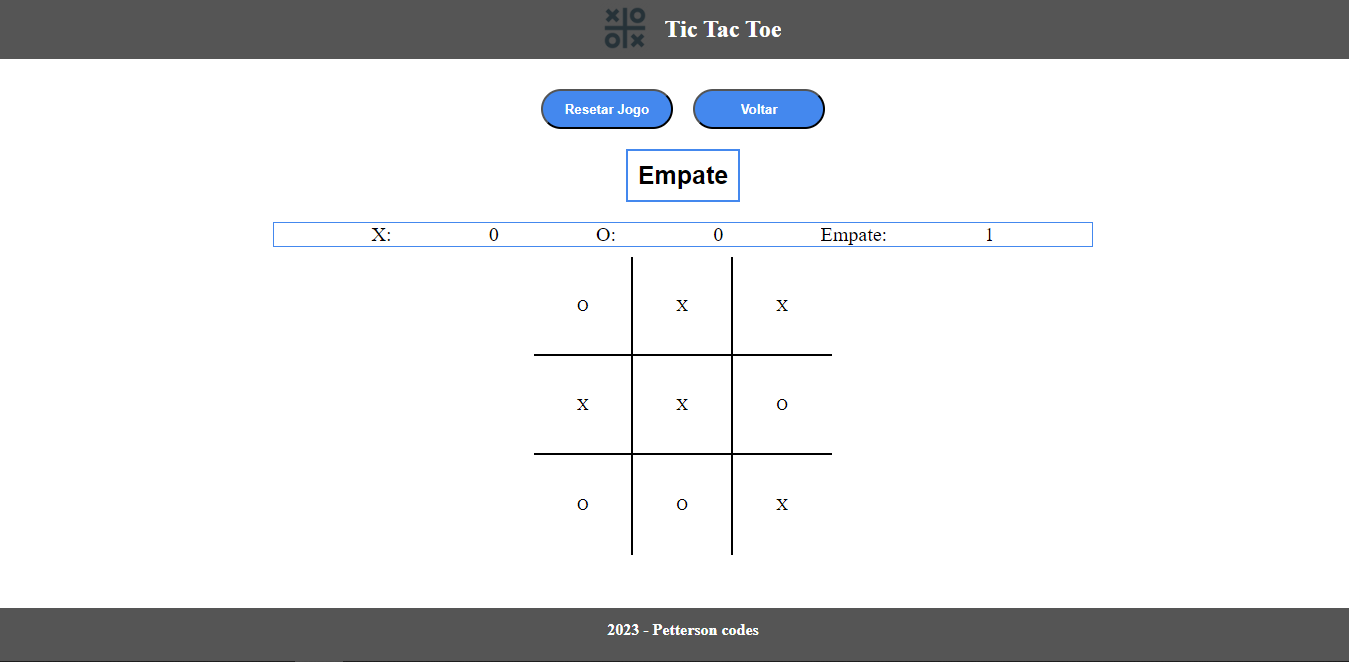 Tic Tac Toe
Resetar Jogo Voltar
Empate
X: 0 O: 0 Empate: 1
O X X
X X O
O O X
2023 - Petterson codes